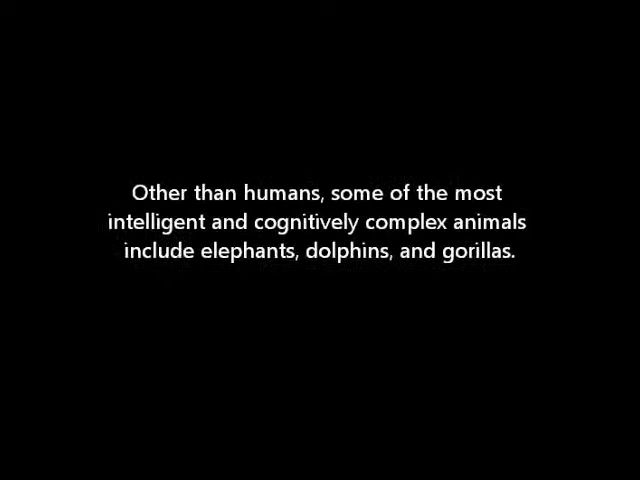 Other than humans, some of the most
intelligent and cognitively complex animals
include elephants, dolphins, and gorillas.